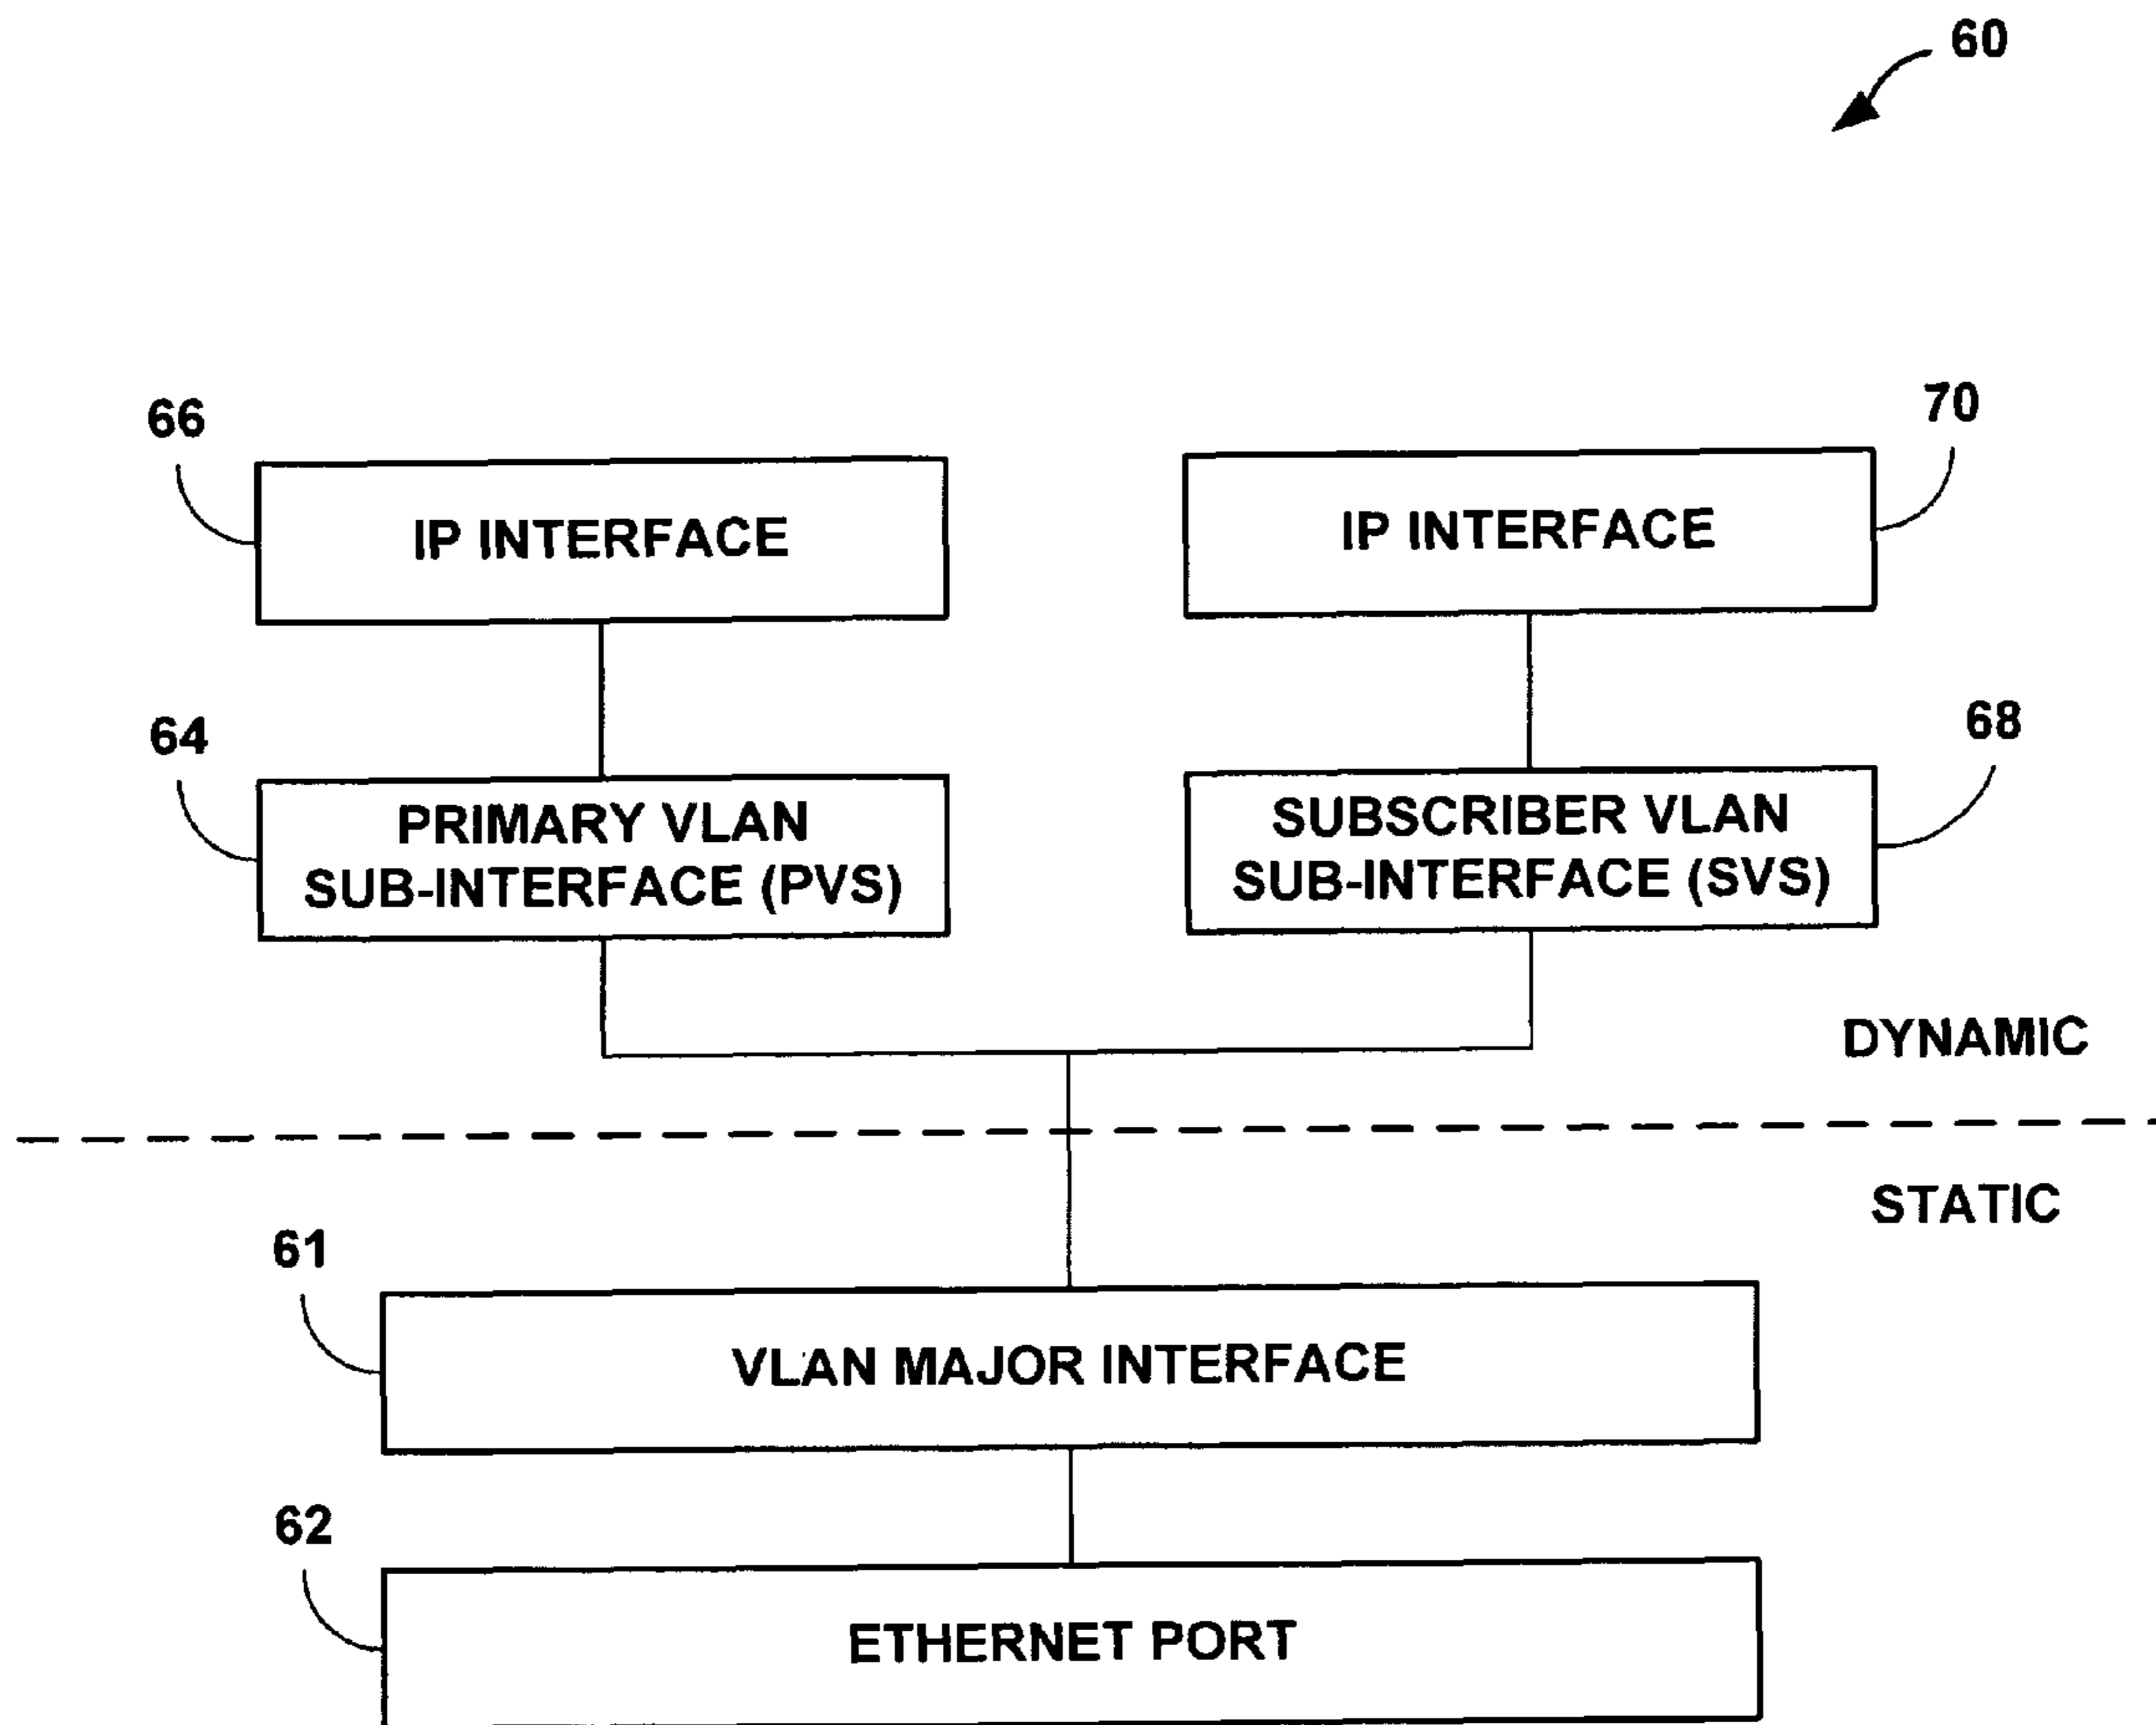 60
66
70
IP INTERFACE
IP INTERFACE
64
68
PRIMARY VLAN
SUB-INTERFACE (PVS)
SUBSCRIBER VLAN
SUB-INTERFACE (SVS)
DYNAMIC
STATIC
61
VLAN MAJOR INTERFACE
62
ETHERNET PORT